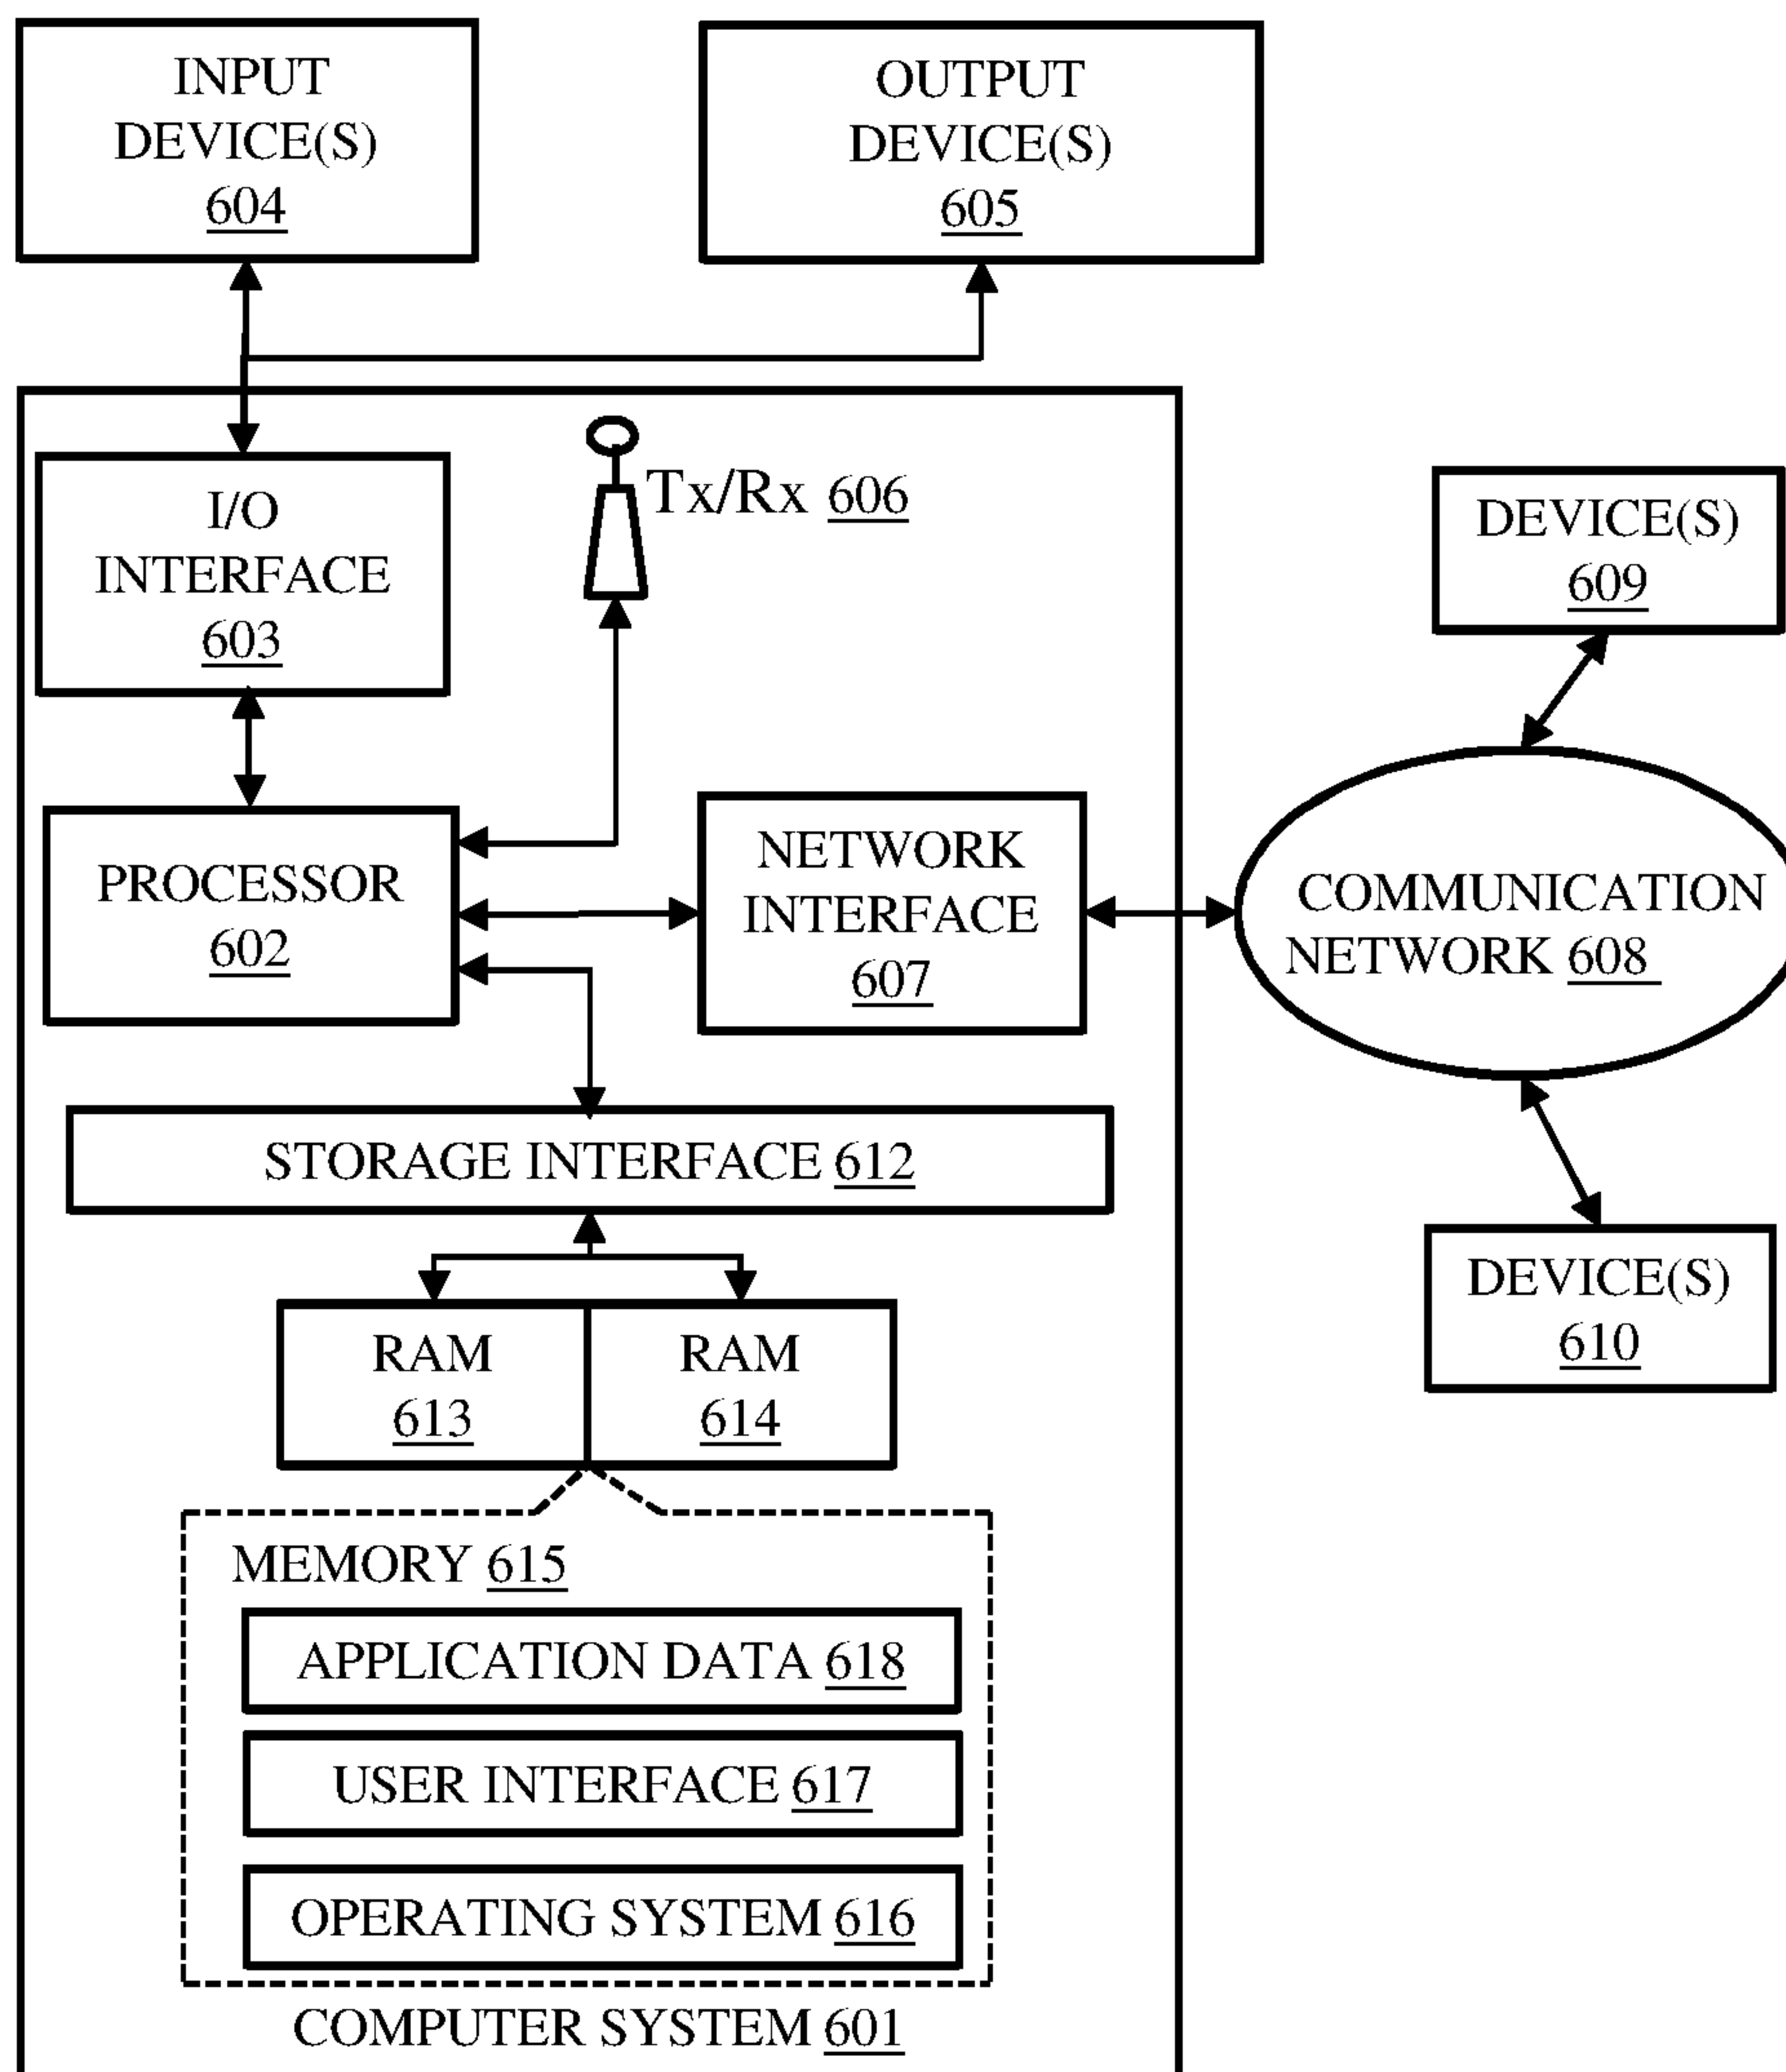 INPUT
DEVICE(S)
604
OUTPUT
DEVICE(S)
605
I/O
INTERFACE
603
Tx/Rx 606
DEVICE(S)
609
PROCESSOR
602
NETWORK
INTERFACE
607
COMMUNICATION
NETWORK 608
STORAGE INTERFACE 612
DEVICE(S)
610
RAM
613
RAM
614
MEMORY 615
APPLICATION DATA 618
USER INTERFACE 617
OPERATING SYSTEM 616
COMPUTER SYSTEM 601